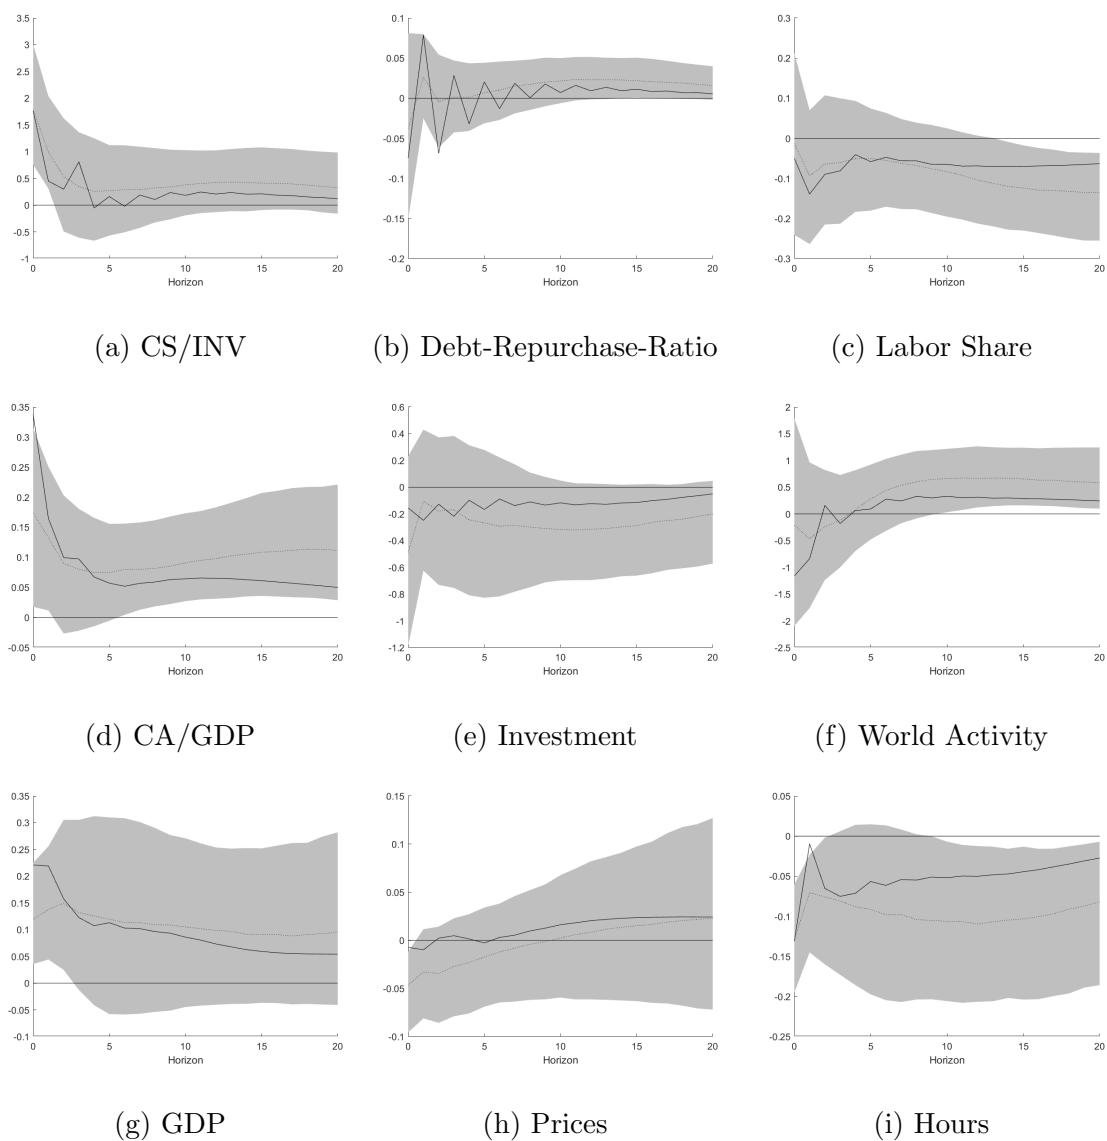 3.5
3
2.5
2
1.5
1
0.5
0
-0.5
-1
0 5 10 15 20
Horizon
(a) CS/INV
0.1
0.05
0
-0.05
-0.1
-0.15
-0.2
0 5 10 15 20
Horizon
(b) Debt-Repurchase-Ratio
0.3
0.2
0.1
0
-0.1
-0.2
-0.3
0 5 10 15 20
Horizon
(c) Labor Share
0.35
0.3
0.25
0.2
0.15
0.1
0.05
0
-0.05
0 5 10 15 20
Horizon
(d) CA/GDP
0.6
0.4
0.2
0
-0.2
-0.4
-0.6
-0.8
-1
-1.2
0 5 10 15 20
Horizon
(e) Investment
2
1.5
1
0.5
0
-0.5
-1
-1.5
-2
-2.5
0 5 10 15 20
Horizon
(f) World Activity
0.35
0.3
0.25
0.2
0.15
0.1
0.05
0
-0.05
-0.1
0 5 10 15 20
Horizon
(g) GDP
0.15
0.1
0.05
0
-0.05
-0.1
0 5 10 15 20
Horizon
(h) Prices
0.05
0
-0.05
-0.1
-0.15
-0.2
-0.25
0 5 10 15 20
Horizon
(i) Hours